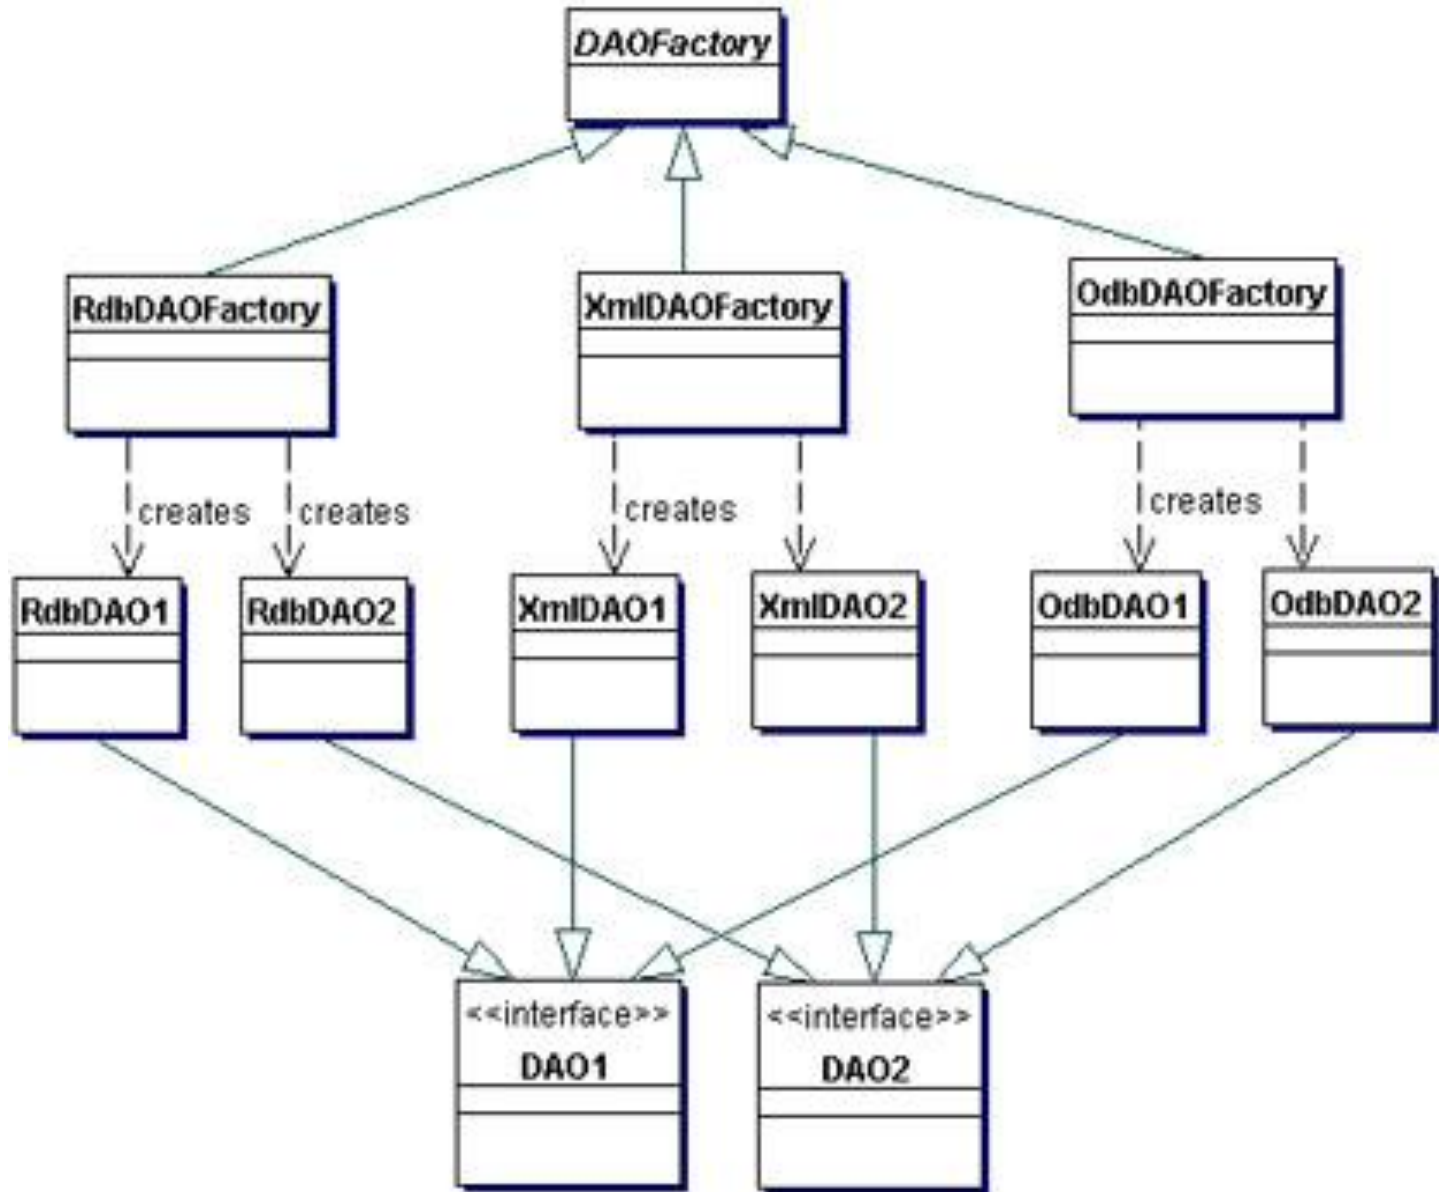 DAOFactory
RdbDAOFactory
XmlDAOFactory
OdbDAOFactory
creates
creates
creates
creates
RdbDAO1
RdbDAO2
XmlDAO1
XmlDAO2
OdbDAO1
OdbDAO2
<<interface>>
DAO1
<<interface>>
DAO2